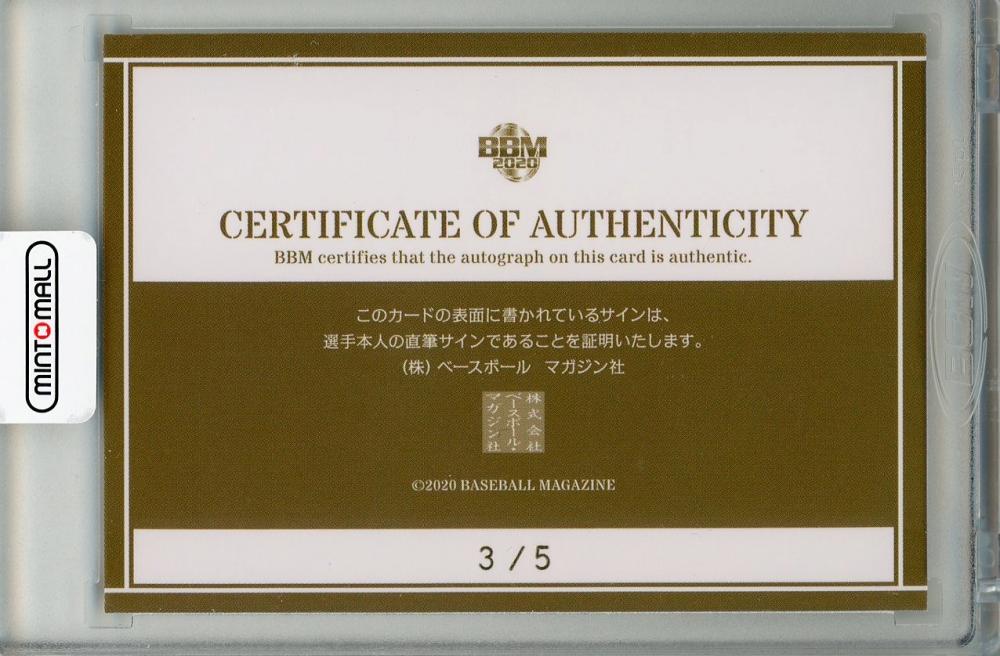 BBM
2020
CERTIFICATE OF AUTHENTICITY
BBM certifies that the autograph on this card is authentic.
このカードの表面に書かれているサインは、
選手本人の直筆サインであることを証明いたします。
(株) ベースボール マガジン社
株式会社
ベースボール・
マガジン社
©2020 BASEBALL MAGAZINE
3 / 5
MINT MALL
BBM